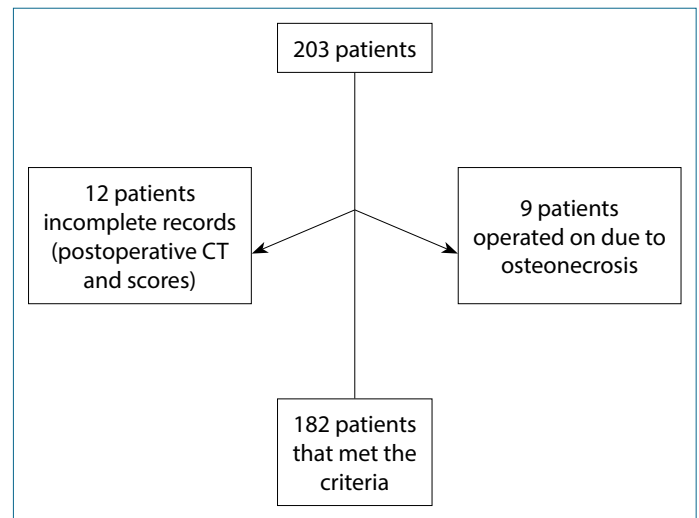 203 patients
12 patients
incomplete records
(postoperative CT
and scores)
9 patients
operated on due to
osteonecrosis
182 patients
that met the
criteria